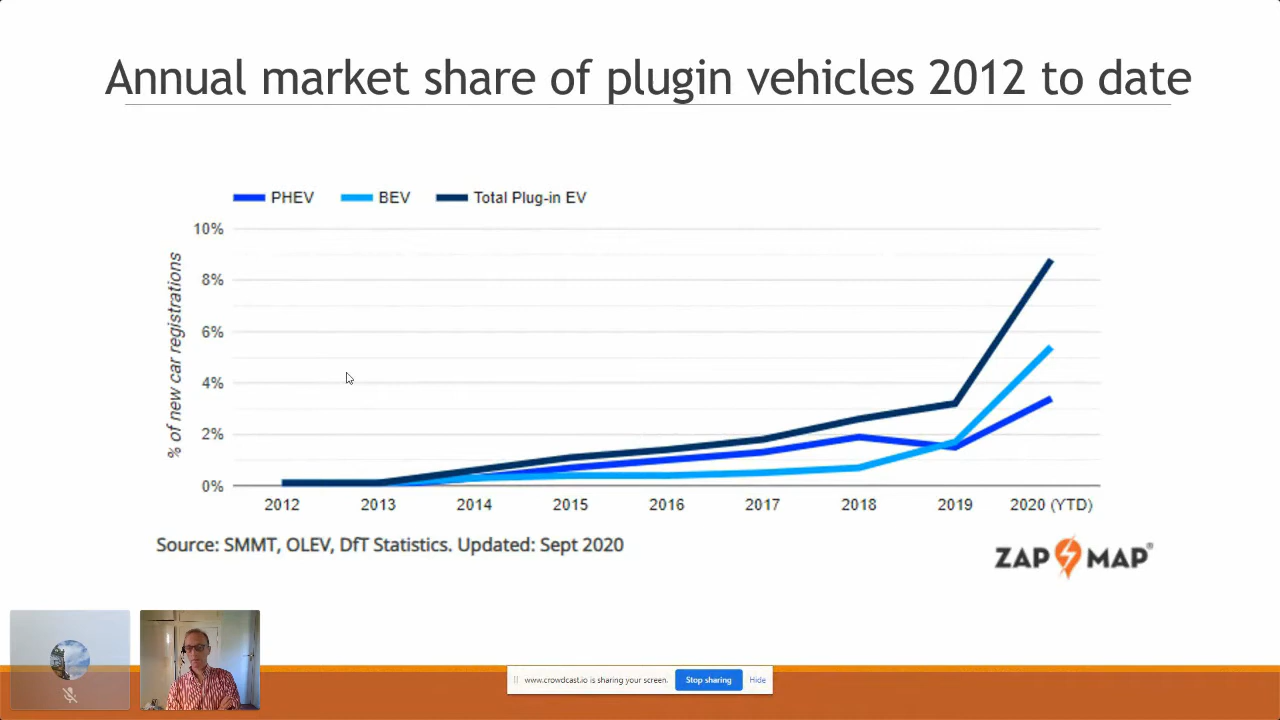 Annual market share of plugin vehicles 2012 to date
PHEV BEV Total Plug-in EV
% of new car registrations
10%
8%
6%
4%
2%
0%
2012 2013 2014 2015 2016 2017 2018 2019 2020 (YTD)
Source: SMMT, OLEV, DfT Statistics. Updated: Sept 2020
ZAP MAP®
www.crowdcast.io is sharing your screen. Stop sharing Hide